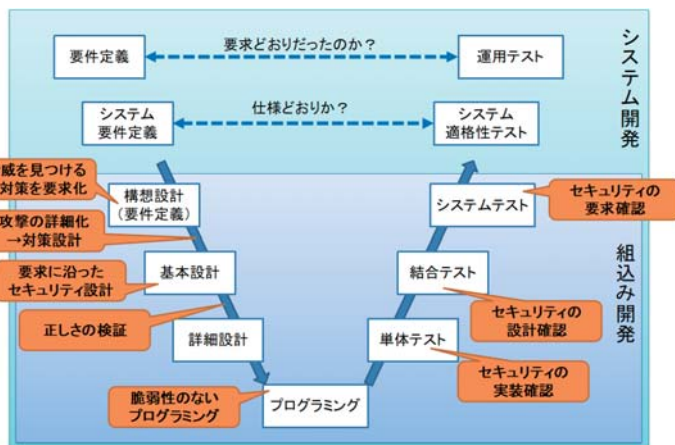 要件定義
要求どおりだったのか？
運用テスト
システム開発
システム
要件定義
仕様どおりか？
システム
適格性テスト
威を見つける
対策を要求化
構想設計
（要件定義）
システムテスト
セキュリティの
要求確認
攻撃の詳細化
→対策設計
要求に沿った
セキュリティ設計
基本設計
結合テスト
組込み開発
セキュリティの
設計確認
正しさの検証
詳細設計
単体テスト
セキュリティの
実装確認
脆弱性のない
プログラミング
プログラミング